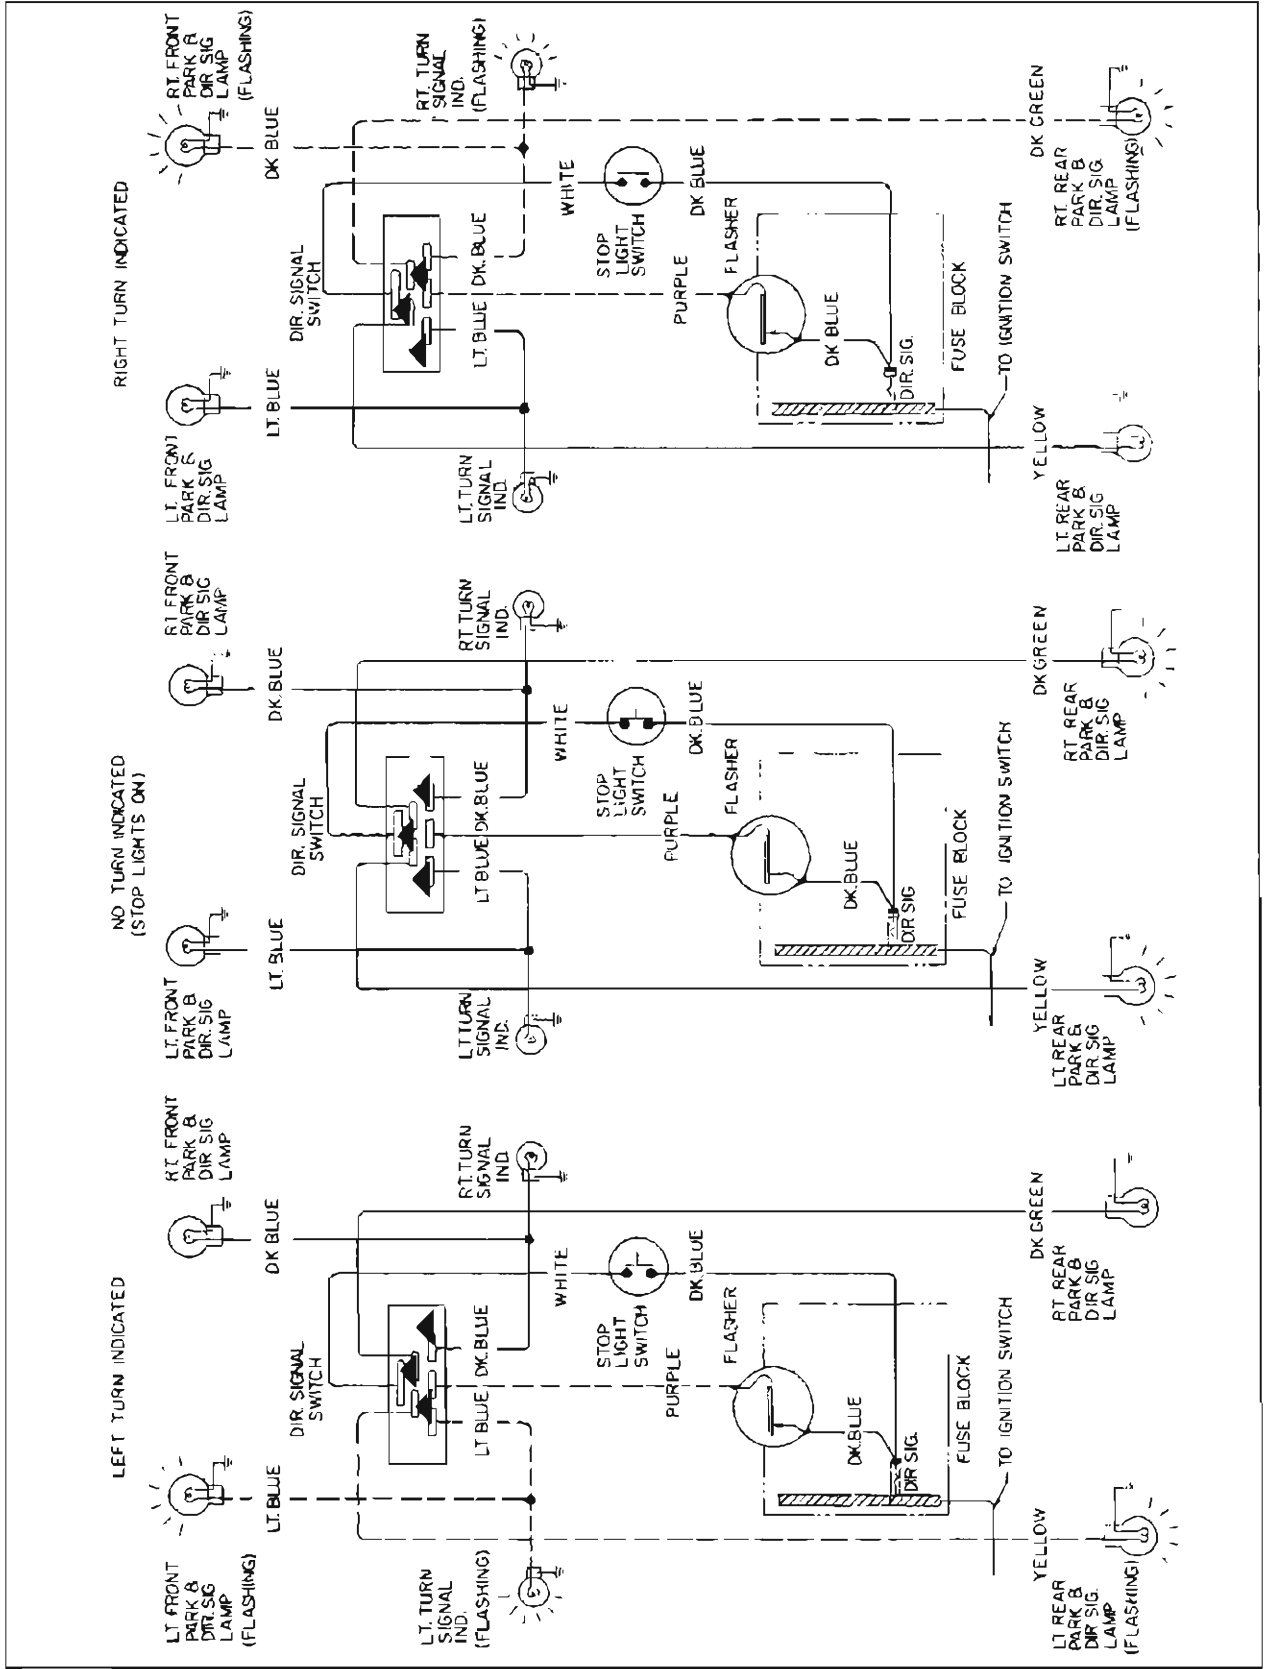 LEFT TURN INDICATED
LT FRONT
PARK &
DIR. SIG
LAMP
(FLASHING)
LT. BLUE
RT. FRONT
PARK &
DIR SIG
LAMP
DK BLUE
DIR. SIGNAL
SWITCH
LT. TURN
SIGNAL
IND.
(FLASHING)
LT BLUE
DK.BLUE
RT. TURN
SIGNAL
IND.
WHITE
STOP
LIGHT
SWITCH
PURPLE
DK.BLUE
FLASHER
DK.BLUE
DIR SIG.
FUSE BLOCK
TO IGNITION SWITCH
YELLOW
DK GREEN
LT REAR
PARK &
DIR SIG.
LAMP
(FLASHING)
RT REAR
PARK &
DIR SIG
LAMP
NO TURN INDICATED
(STOP LIGHTS ON)
LT. FRONT
PARK &
DIR. SIG
LAMP
LT. BLUE
RT FRONT
PARK &
DIR SIG
LAMP
DK.BLUE
DIR. SIGNAL
SWITCH
LT TURN
SIGNAL
IND.
LT BLUE
DK.BLUE
RT TURN
SIGNAL
IND.
WHITE
STOP
LIGHT
SWITCH
PURPLE
DK.BLUE
FLASHER
DK.BLUE
DIR SIG
FUSE BLOCK
TO IGNITION SWITCH
YELLOW
DK GREEN
LT. REAR
PARK &
DIR. SIG
LAMP
RT REAR
PARK &
DIR. SIG
LAMP
RIGHT TURN INDICATED
LT. FRONT
PARK &
DIR. SIG
LAMP
LT. BLUE
RT. FRONT
PARK &
DIR SIG
LAMP
(FLASHING)
DK BLUE
DIR. SIGNAL
SWITCH
LT. TURN
SIGNAL
IND.
LT. BLUE
DK. BLUE
RT. TURN
SIGNAL
IND.
(FLASHING)
WHITE
STOP
LIGHT
SWITCH
PURPLE
DK BLUE
FLASHER
DK BLUE
DIR. SIG.
FUSE BLOCK
TO IGNITION SWITCH
YELLOW
DK GREEN
LT. REAR
PARK &
DIR. SIG
LAMP
RT. REAR
PARK &
DIR. SIG.
LAMP
(FLASHING)